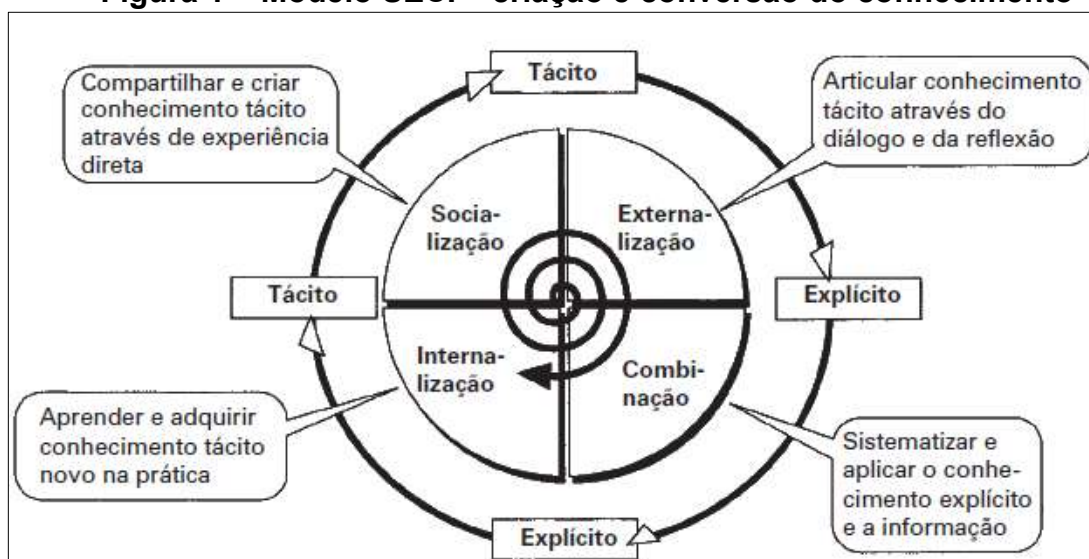 Figura 1 – Modelo SECI – criação e conversão do conhecimento
Tácito
Compartilhar e criar
conhecimento tácito
através de experiência
direta
Articular conhecimento
tácito através do
diálogo e da reflexão
Socia-
lização
Externa-
lização
Tácito
Explícito
Interna-
lização
Combi-
nação
Aprender e adquirir
conhecimento tácito
novo na prática
Sistematizar e
aplicar o conhe-
cimento explícito
e a informação
Explícito